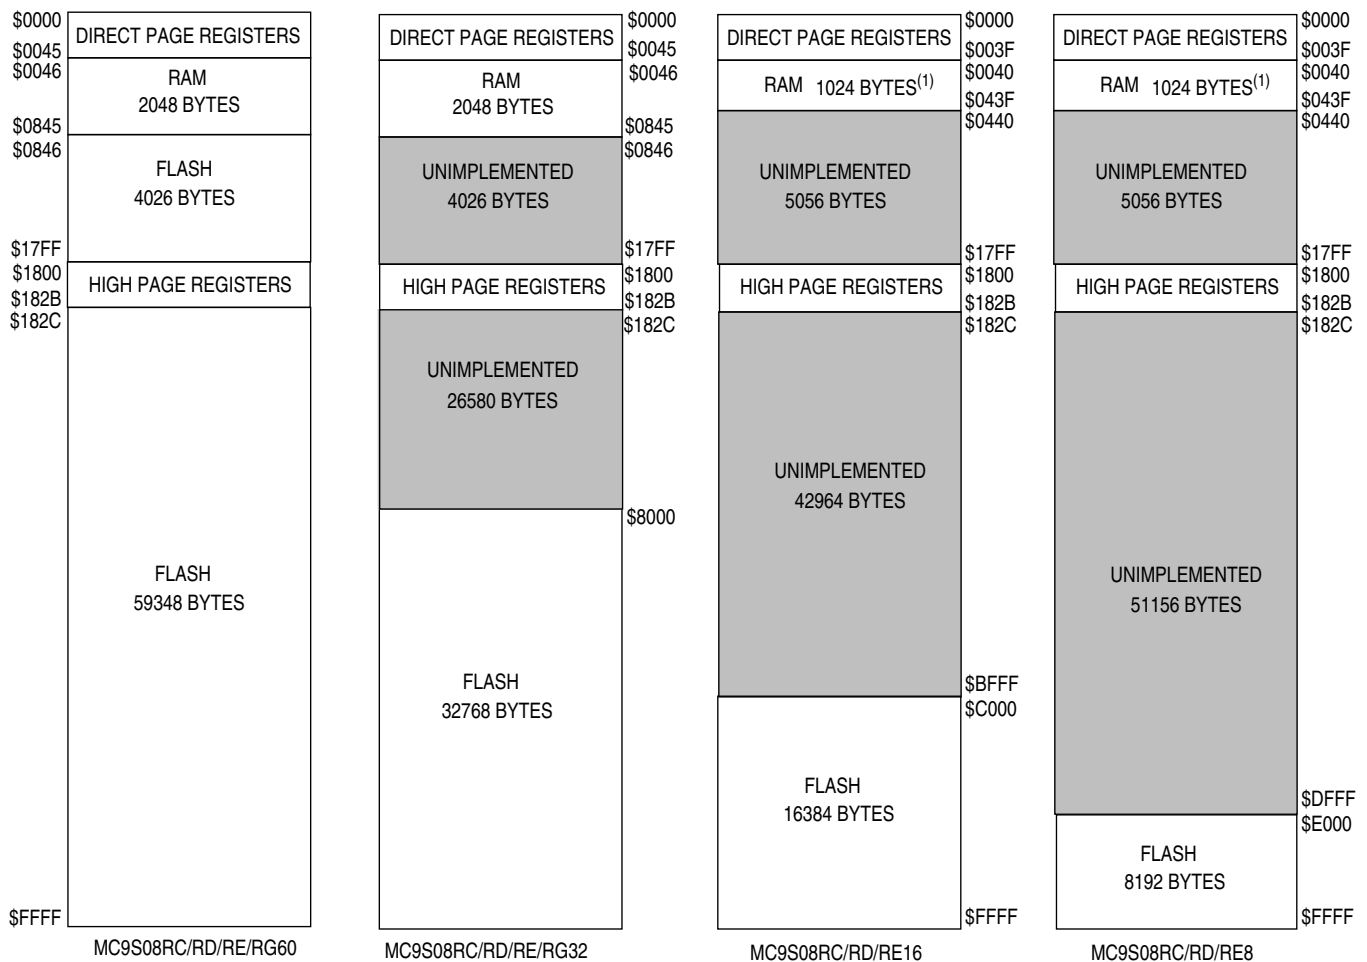 $0000
DIRECT PAGE REGISTERS
$0045
$0046
RAM
2048 BYTES
$0845
$0846
FLASH
4026 BYTES
$17FF
$1800
HIGH PAGE REGISTERS
$182B
$182C
FLASH
59348 BYTES
$FFFF
MC9S08RC/RD/RE/RG60
$0000
DIRECT PAGE REGISTERS
$0045
$0046
RAM
2048 BYTES
$0845
$0846
UNIMPLEMENTED
4026 BYTES
$17FF
$1800
HIGH PAGE REGISTERS
$182B
$182C
UNIMPLEMENTED
26580 BYTES
$8000
FLASH
32768 BYTES
MC9S08RC/RD/RE/RG32
$0000
DIRECT PAGE REGISTERS
$003F
$0040
RAM 1024 BYTES(1)
$043F
$0440
UNIMPLEMENTED
5056 BYTES
$17FF
$1800
HIGH PAGE REGISTERS
$182B
$182C
UNIMPLEMENTED
42964 BYTES
$BFFF
$C000
FLASH
16384 BYTES
$FFFF
MC9S08RC/RD/RE16
$0000
DIRECT PAGE REGISTERS
$003F
$0040
RAM 1024 BYTES(1)
$043F
$0440
UNIMPLEMENTED
5056 BYTES
$17FF
$1800
HIGH PAGE REGISTERS
$182B
$182C
UNIMPLEMENTED
51156 BYTES
$DFFF
$E000
FLASH
8192 BYTES
$FFFF
MC9S08RC/RD/RE8